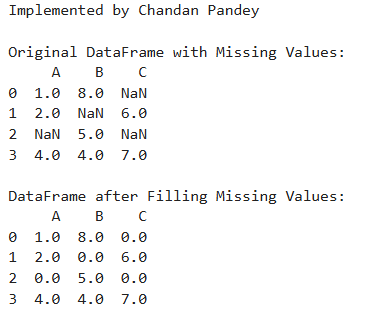 Implemented by Chandan Pandey

Original DataFrame with Missing Values:
     A    B    C
0  1.0  8.0  NaN
1  2.0  NaN  6.0
2  NaN  5.0  NaN
3  4.0  4.0  7.0

DataFrame after Filling Missing Values:
     A    B    C
0  1.0  8.0  0.0
1  2.0  0.0  6.0
2  0.0  5.0  0.0
3  4.0  4.0  7.0